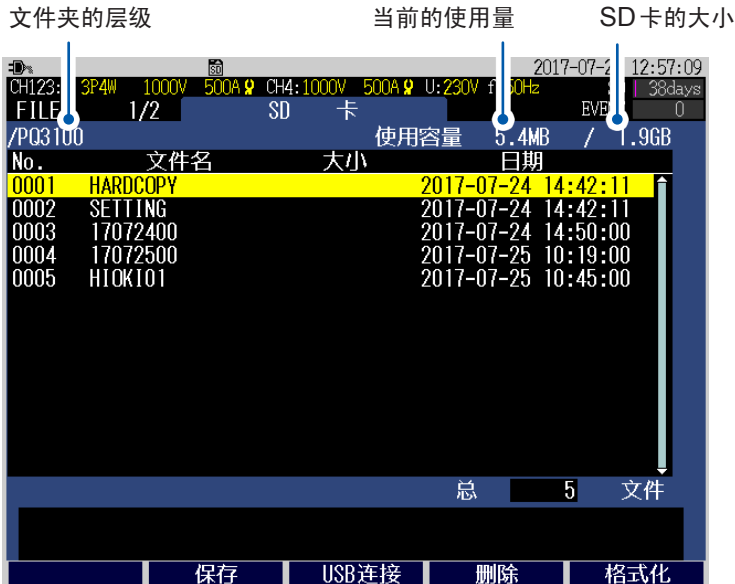 文件夹的层级 当前的使用量 SD卡的大小
SD 2017-07-2 12:57:09
CH123: 3P4W 1000V 500A CH4:1000V 500A U:230V f 50Hz 38days
FILE 1/2 SD 卡 EVE 0
/PQ3100 使用容量 5.4MB / 1.9GB
No. 文件名 大小 日期
0001 HARDCOPY 2017-07-24 14:42:11
0002 SETTING 2017-07-24 14:42:11
0003 17072400 2017-07-24 14:50:00
0004 17072500 2017-07-25 10:19:00
0005 HIOKI01 2017-07-25 10:45:00
总 5 文件
保存 USB连接 删除 格式化